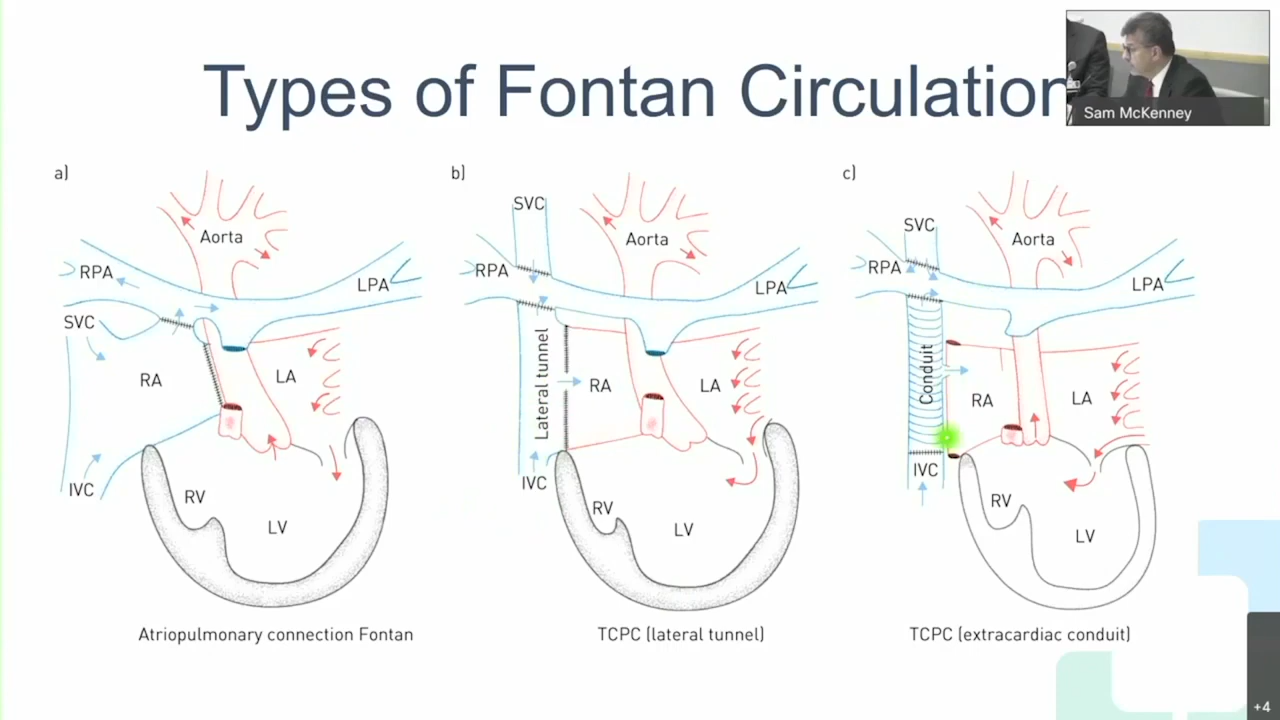 Types of Fontan Circulation
Sam McKenney
a)
Aorta
RPA
LPA
SVC
RA
LA
IVC
RV
LV
Atriopulmonary connection Fontan
b)
SVC
Aorta
RPA
LPA
Lateral tunnel
RA
LA
IVC
RV
LV
TCPC (lateral tunnel)
c)
SVC
Aorta
RPA
LPA
Conduit
RA
LA
IVC
RV
LV
TCPC (extracardiac conduit)
+4